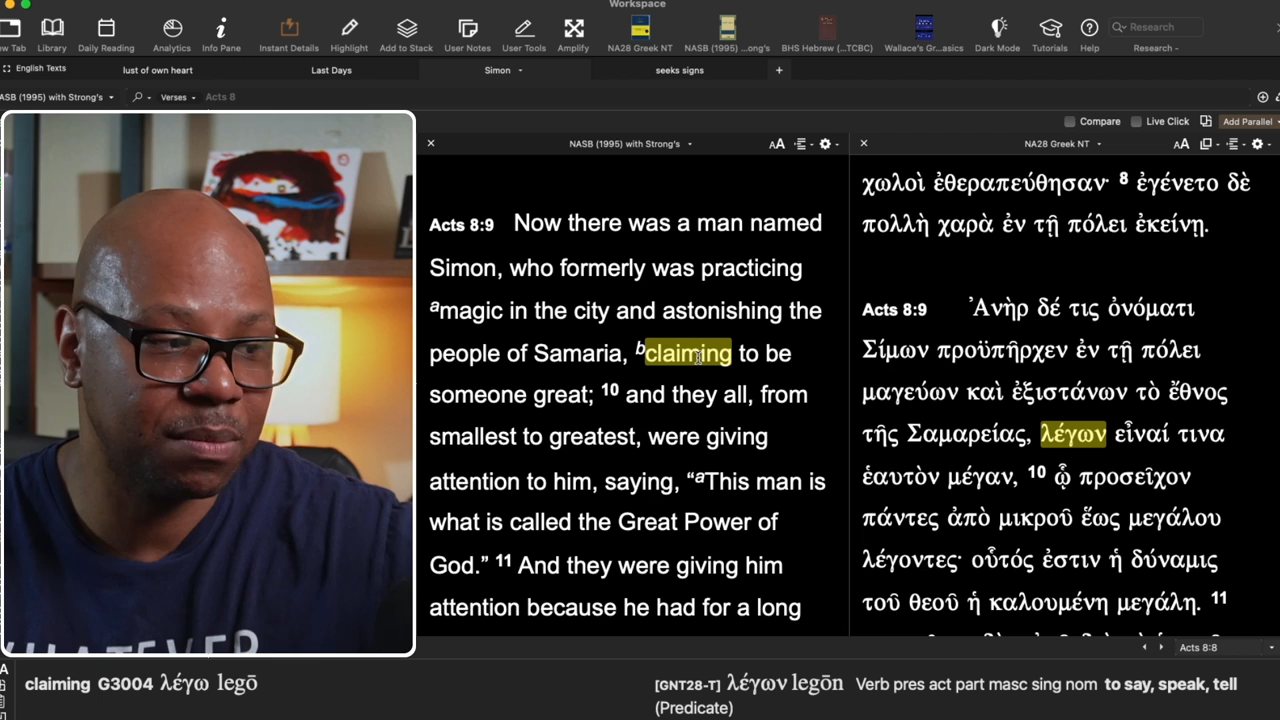 Workspace
ew Tab
Library
Daily Reading
Analytics
Info Pane
Instant Details
Highlight
Add to Stack
User Notes
User Tools
Amplify
NA28 Greek NT
NASB (1995) ...ong's
BHS Hebrew (...TCBC)
Wallace's Gr...asics
Dark Mode
Tutorials
Help
Research
Research
English Texts
lust of own heart
Last Days
Simon
seeks signs
+
ASB (1995) with Strong's
Verses
Acts 8
Compare
Live Click
Add Parallel
NASB (1995) with Strong's
AA
Acts 8:9 Now there was a man named
Simon, who formerly was practicing
ᵃmagic in the city and astonishing the
people of Samaria, ᵇclaiming to be
someone great; 10 and they all, from
smallest to greatest, were giving
attention to him, saying, “ᵃThis man is
what is called the Great Power of
God.” 11 And they were giving him
attention because he had for a long
NA28 Greek NT
AA
χωλοὶ ἐθεραπεύθησαν· 8 ἐγένετο δὲ
πολλὴ χαρὰ ἐν τῇ πόλει ἐκείνῃ.
Acts 8:9 Ἀνὴρ δέ τις ὀνόματι
Σίμων προϋπῆρχεν ἐν τῇ πόλει
μαγεύων καὶ ἐξιστάνων τὸ ἔθνος
τῆς Σαμαρείας, λέγων εἶναί τινα
ἑαυτὸν μέγαν, 10 ᾧ προσεῖχον
πάντες ἀπὸ μικροῦ ἕως μεγάλου
λέγοντες· οὗτός ἐστιν ἡ δύναμις
τοῦ θεοῦ ἡ καλουμένη μεγάλη. 11
Acts 8:8
WHATEVER
claiming G3004 λέγω legō
[GNT28-T] λέγων legōn Verb pres act part masc sing nom to say, speak, tell
(Predicate)